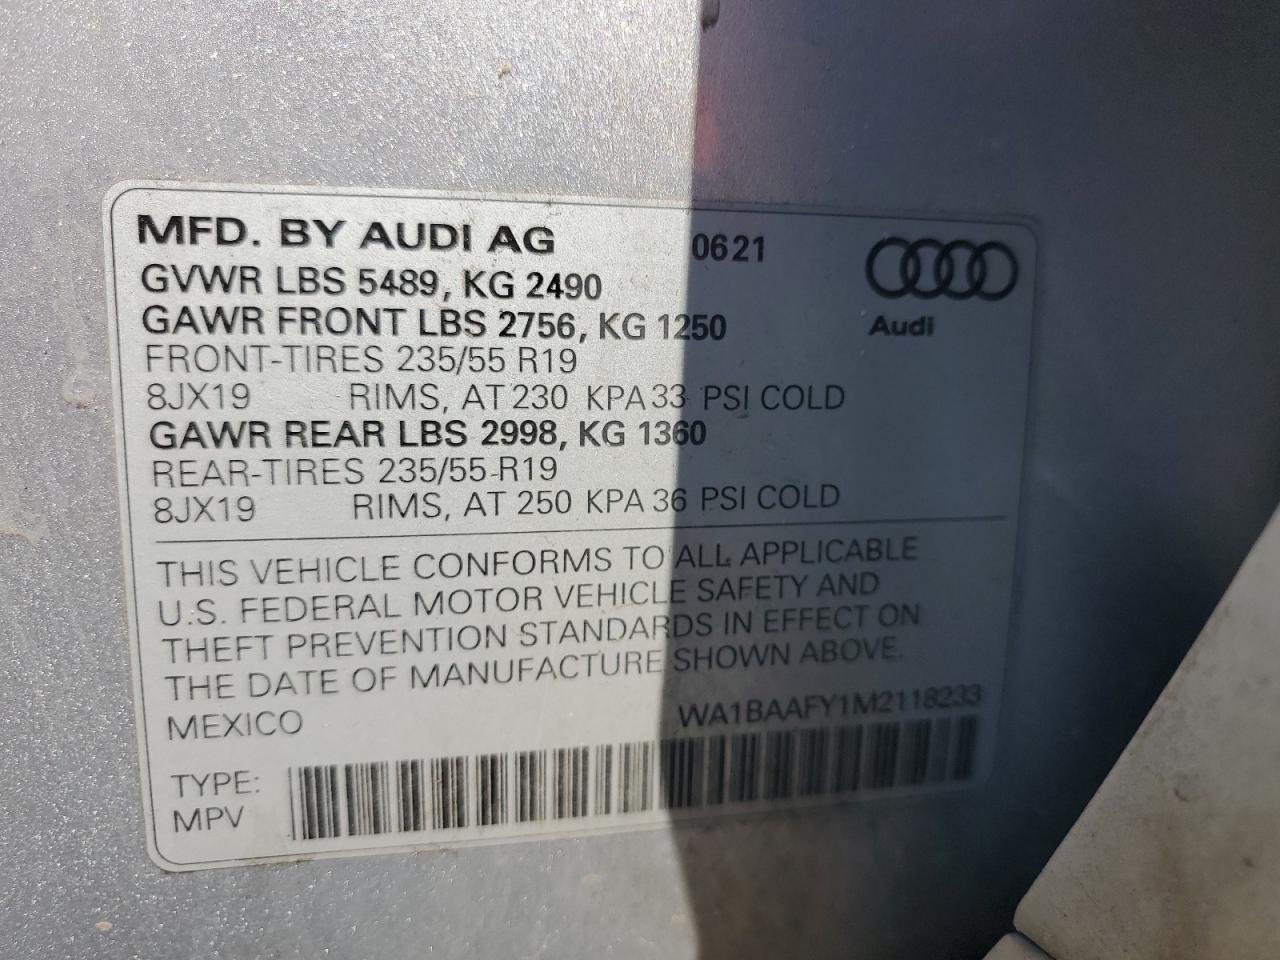 MFD. BY AUDI AG 0621
GVWR LBS 5489, KG 2490
GAWR FRONT LBS 2756, KG 1250
Audi
FRONT-TIRES 235/55 R19
8JX19 RIMS, AT 230 KPA 33 PSI COLD
GAWR REAR LBS 2998, KG 1360
REAR-TIRES 235/55-R19
8JX19 RIMS, AT 250 KPA 36 PSI COLD
THIS VEHICLE CONFORMS TO ALL APPLICABLE
U.S. FEDERAL MOTOR VEHICLE SAFETY AND
THEFT PREVENTION STANDARDS IN EFFECT ON
THE DATE OF MANUFACTURE SHOWN ABOVE.
MEXICO WA1BAAFY1M2118233
TYPE:
MPV